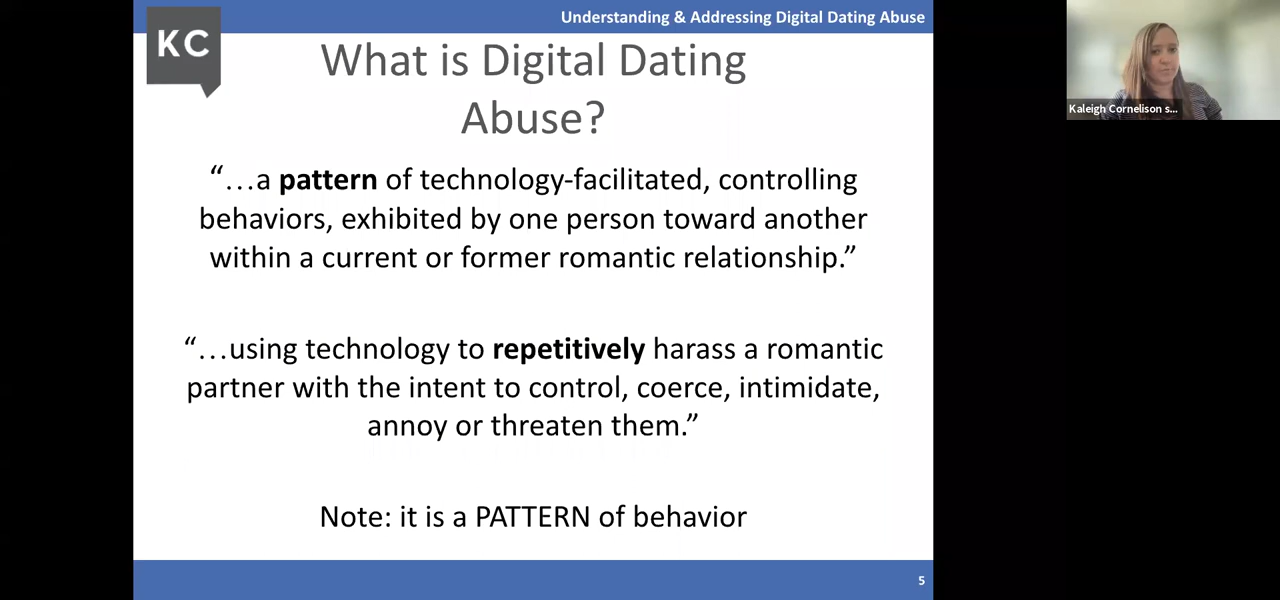 Understanding & Addressing Digital Dating Abuse
KC
What is Digital Dating
Abuse?
“…a pattern of technology-facilitated, controlling
behaviors, exhibited by one person toward another
within a current or former romantic relationship.”
“…using technology to repetitively harass a romantic
partner with the intent to control, coerce, intimidate,
annoy or threaten them.”
Note: it is a PATTERN of behavior
5
Kaleigh Cornelison s...